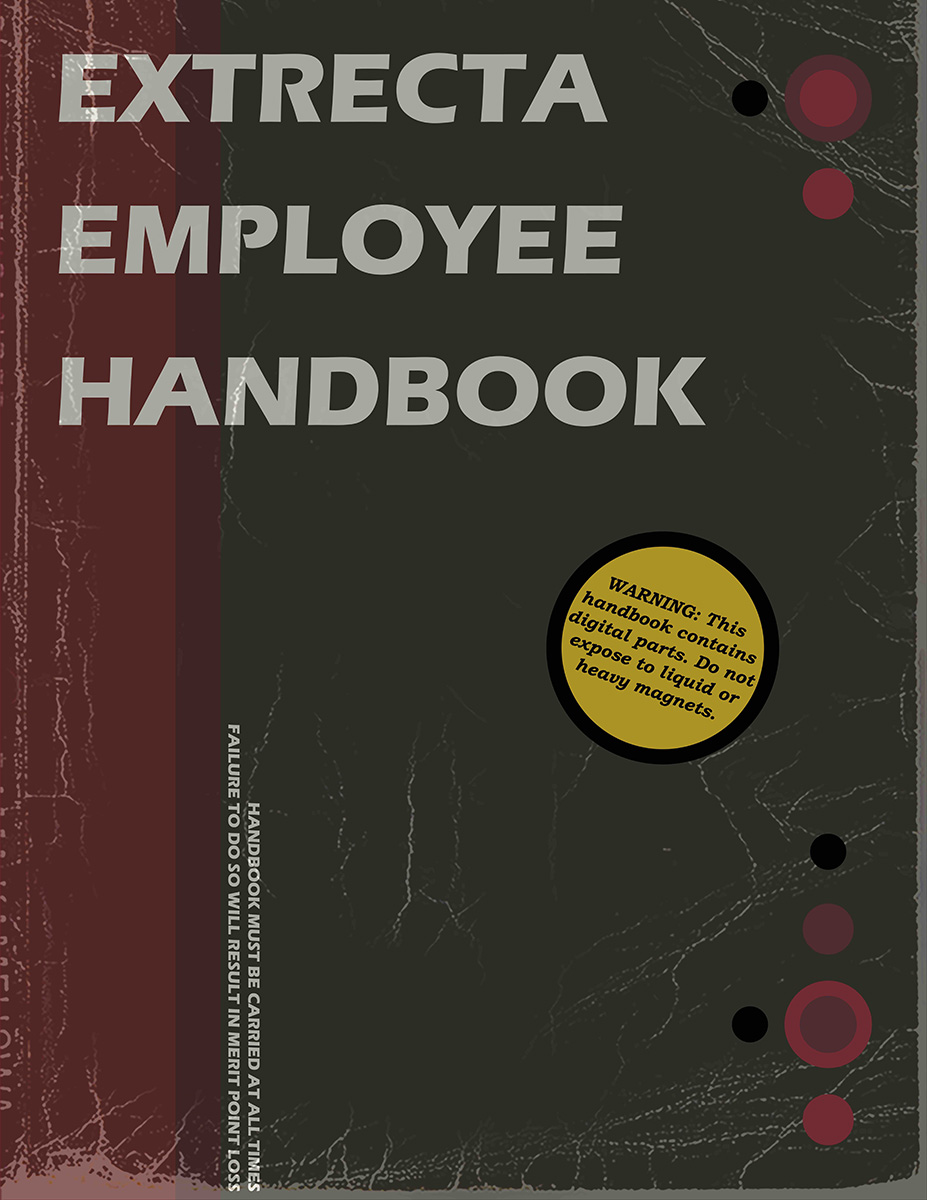 EXTRECTA
EMPLOYEE
HANDBOOK
WARNING: This
handbook contains
digital parts. Do not
expose to liquid or
heavy magnets.
HANDBOOK MUST BE CARRIED AT ALL TIMES
FAILURE TO DO SO WILL RESULT IN MERIT POINT LOSS